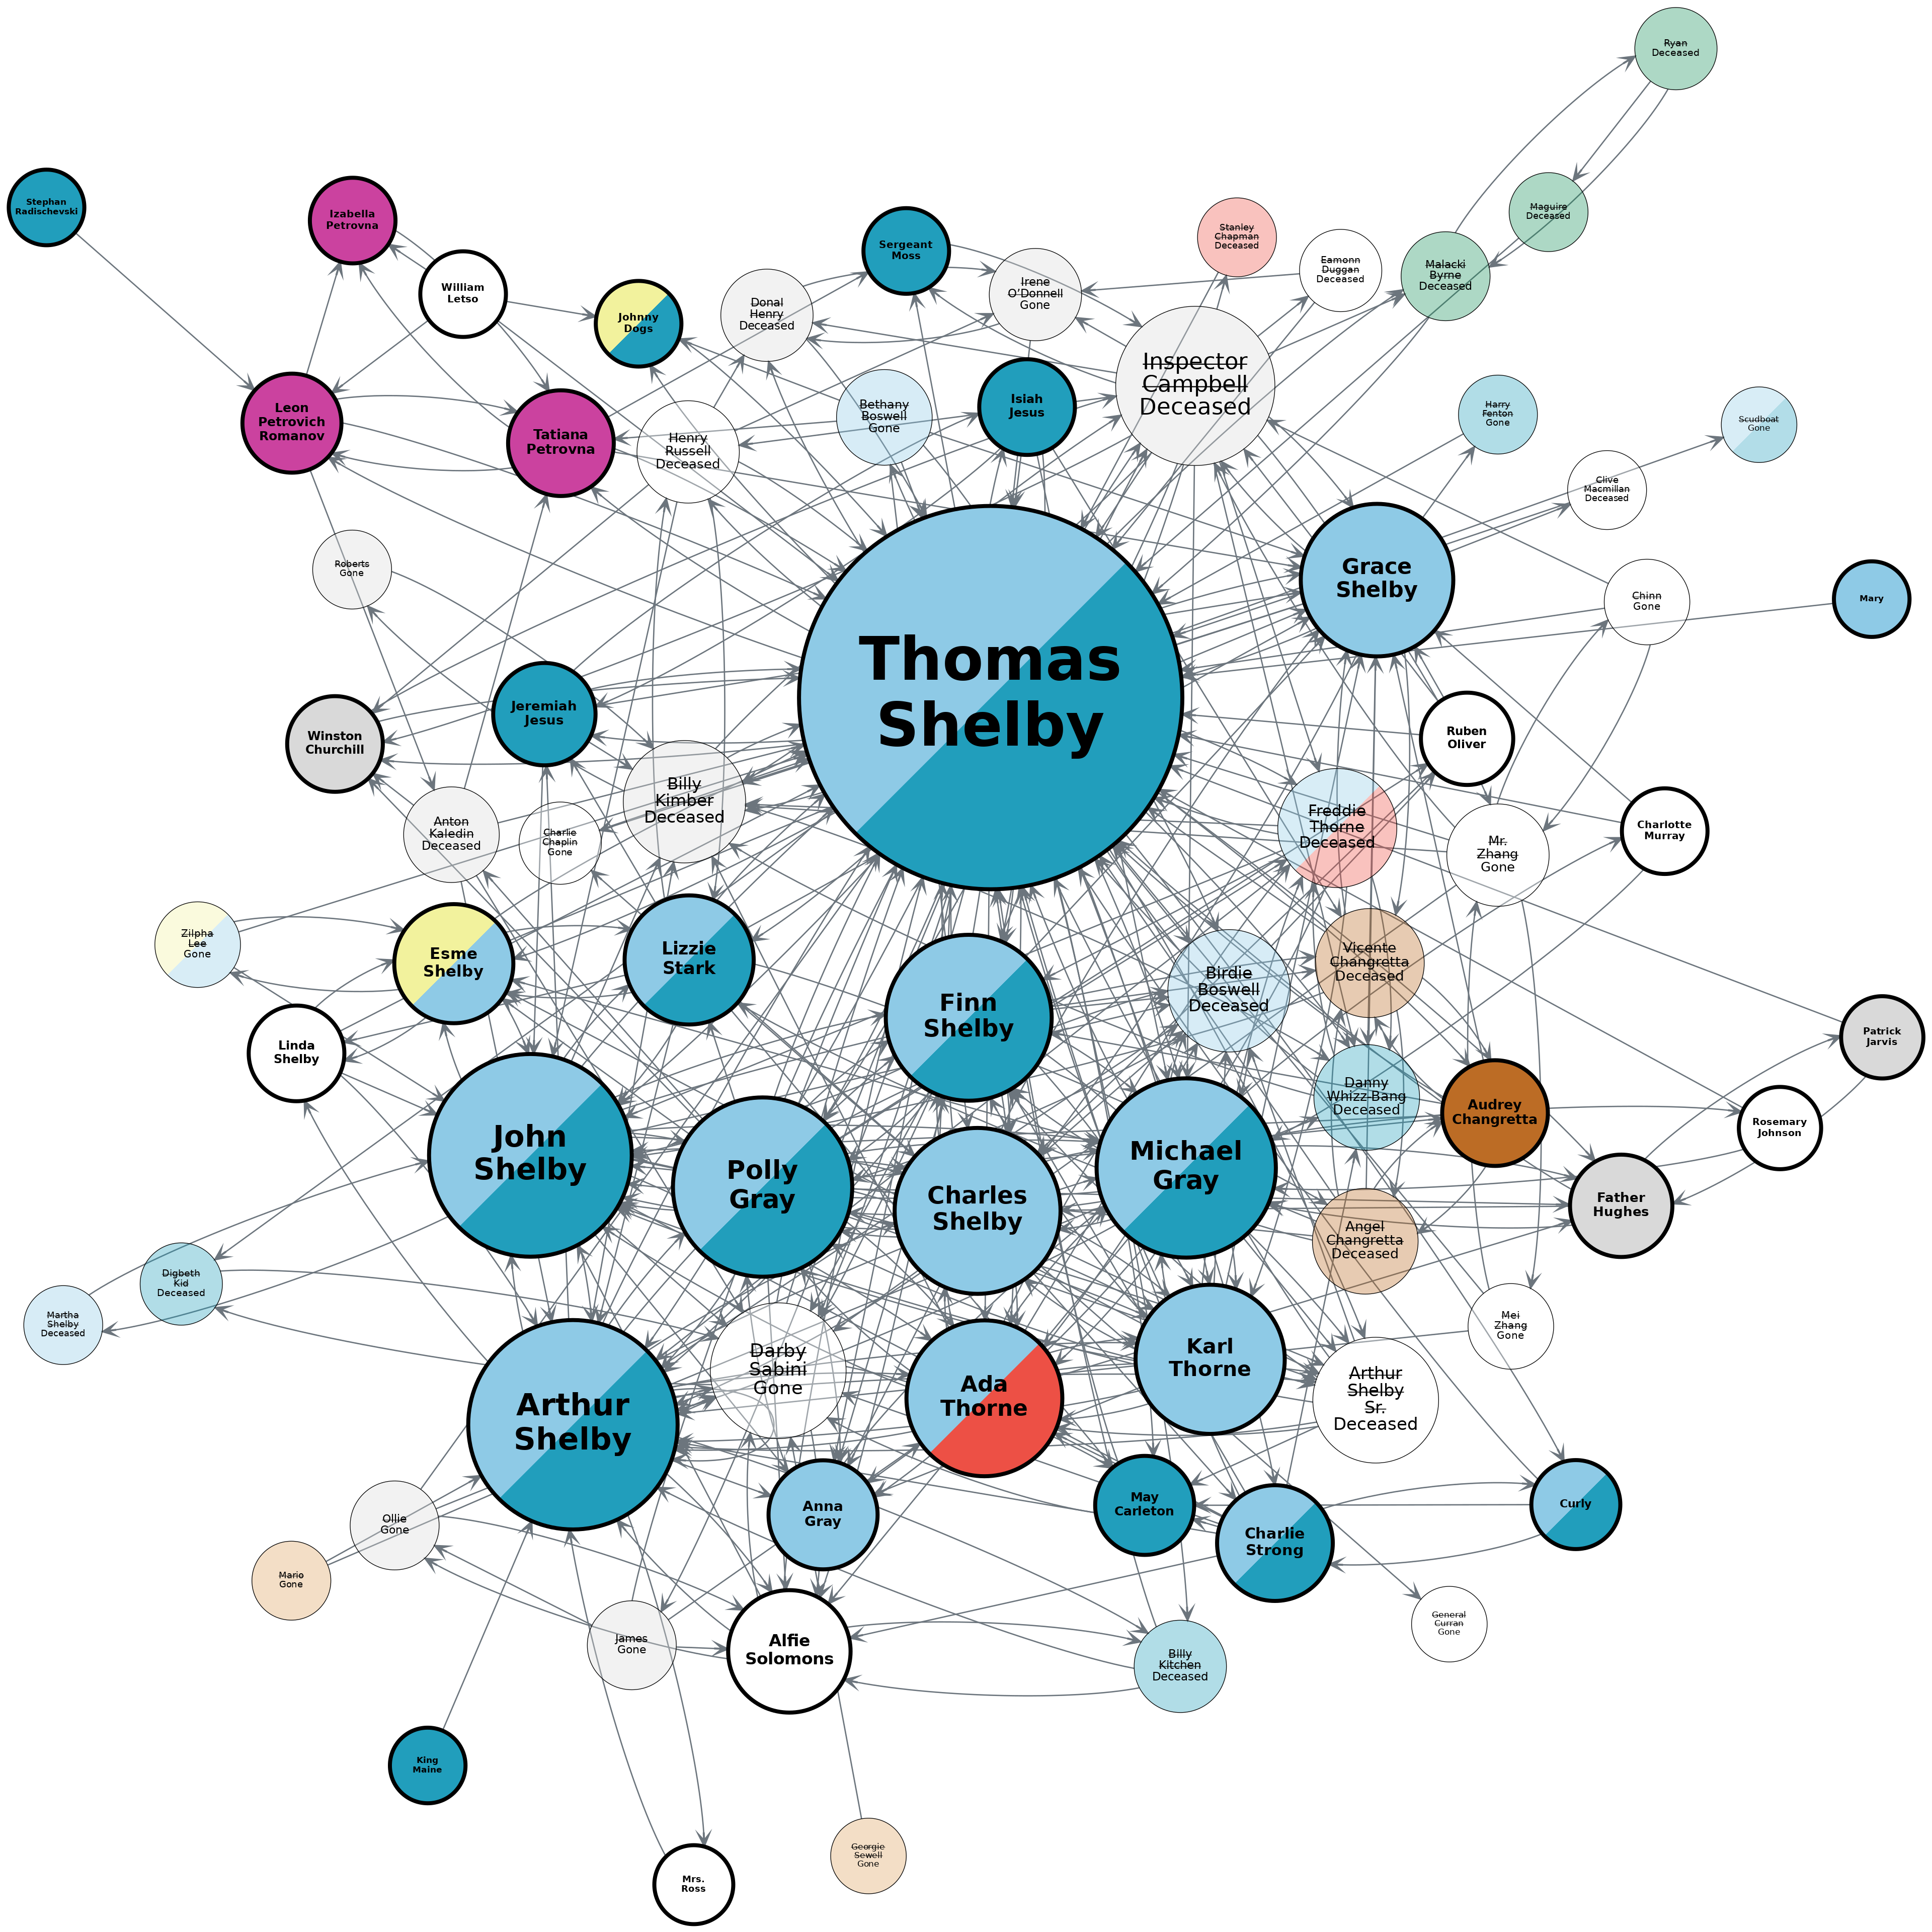 Ryan
Deceased
Stephan
Radischevski
Izabella
Petrovna
Maguire
Deceased
Stanley
Chapman
Deceased
Sergeant
Moss
Eamonn
Duggan
Deceased
Malacki
Byrne
Deceased
William
Letso
Irene
O'Donnell
Gone
Donal
Henry
Deceased
Johnny
Dogs
Inspector
Campbell
Deceased
Isiah
Jesus
Bethany
Boswell
Gone
Harry
Fenton
Gone
Scudboat
Gone
Leon
Petrovich
Romanov
Tatiana
Petrovna
Henry
Russell
Deceased
Clive
Macmillan
Deceased
Roberts
Gone
Grace
Shelby
Mary
Chinn
Gone
Thomas
Shelby
Jeremiah
Jesus
Winston
Churchill
Ruben
Oliver
Billy
Kimber
Deceased
Freddie
Thorne
Deceased
Charlotte
Murray
Anton
Kaledin
Deceased
Charlie
Chaplin
Gone
Mr.
Zhang
Gone
Zilpha
Lee
Gone
Esme
Shelby
Lizzie
Stark
Vicente
Changretta
Deceased
Birdie
Boswell
Deceased
Finn
Shelby
Linda
Shelby
Patrick
Jarvis
Danny
Whizz-Bang
Deceased
Audrey
Changretta
Rosemary
Johnson
John
Shelby
Polly
Gray
Michael
Gray
Charles
Shelby
Father
Hughes
Angel
Changretta
Deceased
Digbeth
Kid
Deceased
Martha
Shelby
Deceased
Mei
Zhang
Gone
Karl
Thorne
Darby
Sabini
Gone
Ada
Thorne
Arthur
Shelby
Sr.
Deceased
Arthur
Shelby
May
Carleton
Curly
Anna
Gray
Ollie
Gone
Charlie
Strong
Mario
Gone
General
Curran
Gone
James
Gone
Alfie
Solomons
Billy
Kitchen
Deceased
King
Maine
Georgie
Sewell
Gone
Mrs.
Ross